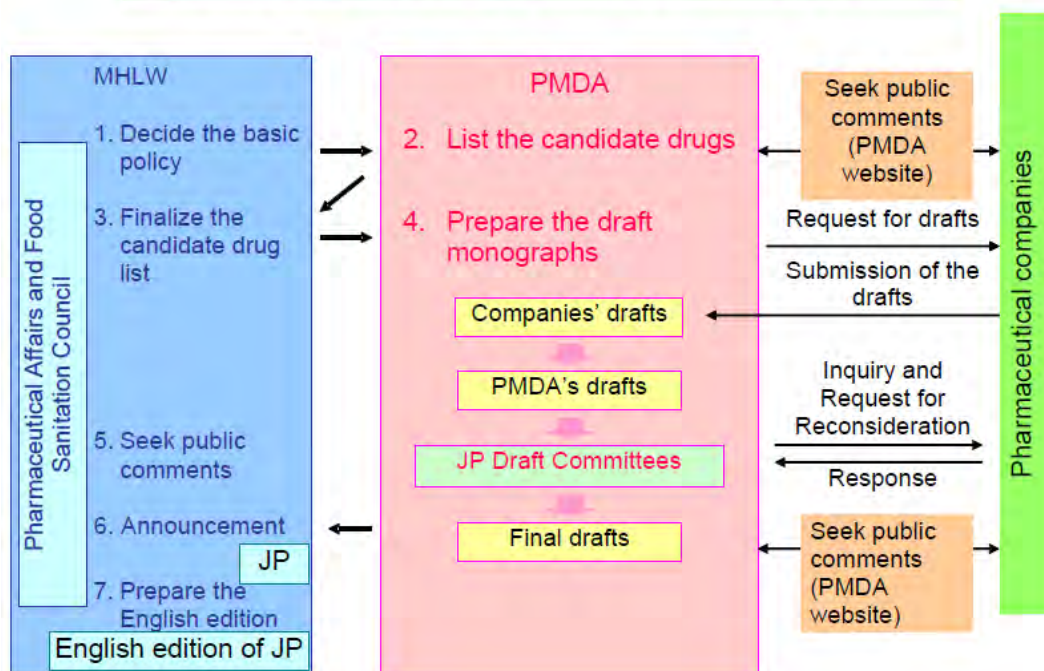 MHLW
1. Decide the basic
policy
3. Finalize the
candidate drug
list
5. Seek public
comments
6. Announcement
JP
7. Prepare the
English edition
English edition of JP
Pharmaceutical Affairs and Food
Sanitation Council
PMDA
2. List the candidate drugs
4. Prepare the draft
monographs
Companies' drafts
PMDA's drafts
JP Draft Committees
Final drafts
Seek public
comments
(PMDA
website)
Request for drafts
Submission of the
drafts
Inquiry and
Request for
Reconsideration
Response
Seek public
comments
(PMDA
website)
Pharmaceutical companies